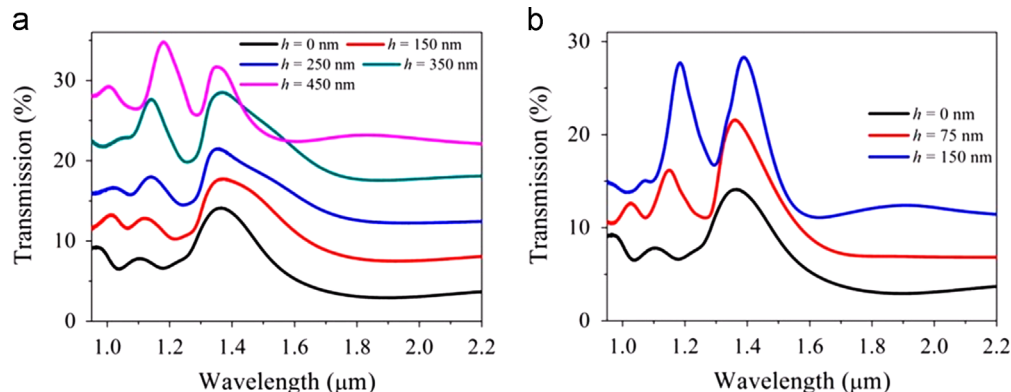 a
Transmission (%)
30
20
10
0
h = 0 nm h = 150 nm
h = 250 nm h = 350 nm
h = 450 nm
1.0 1.2 1.4 1.6 1.8 2.0 2.2
Wavelength (μm)
b
Transmission (%)
30
20
10
0
h = 0 nm
h = 75 nm
h = 150 nm
1.0 1.2 1.4 1.6 1.8 2.0 2.2
Wavelength (μm)